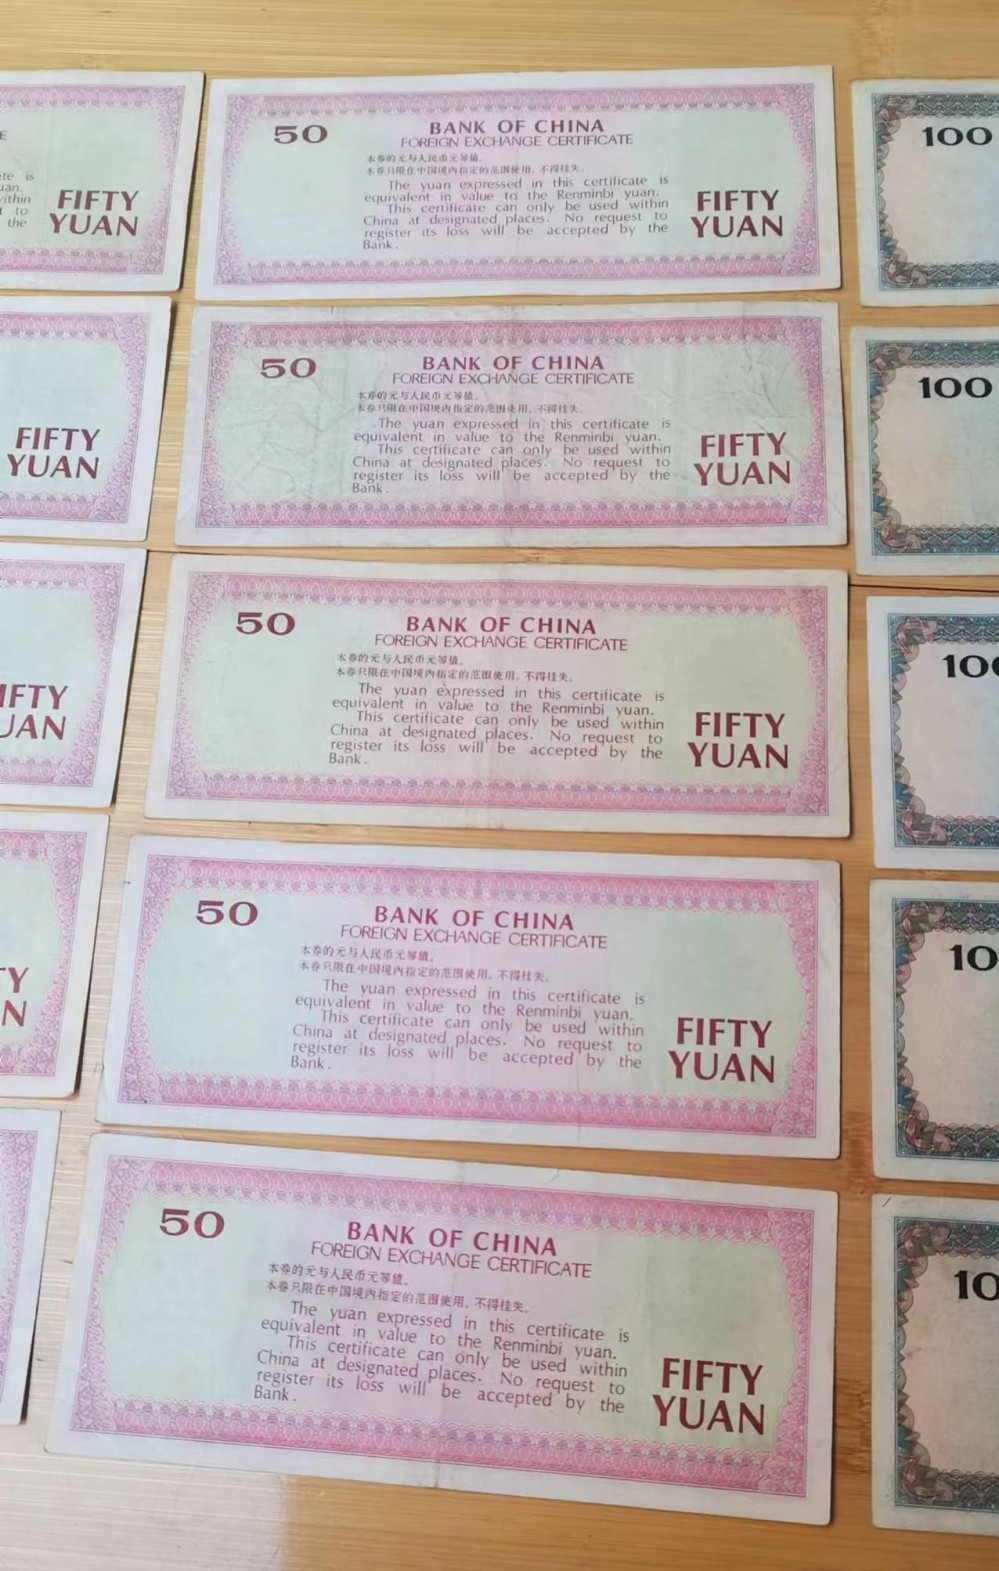 E
te is
uan.
within
t to
the
FIFTY
YUAN
50
BANK OF CHINA
FOREIGN EXCHANGE CERTIFICATE
本券的元与人民币元等值。
本券只限在中国境内指定的范围使用，不得挂失。
The yuan expressed in this certificate is
equivalent in value to the Renminbi yuan.
This certificate can only be used within
China at designated places. No request to
register its loss will be accepted by the
Bank.
FIFTY
YUAN
100
FIFTY
YUAN
50
BANK OF CHINA
FOREIGN EXCHANGE CERTIFICATE
本券的元与人民币元等值。
本券只限在中国境内指定的范围使用，不得挂失。
The yuan expressed in this certificate is
equivalent in value to the Renminbi yuan.
This certificate can only be used within
China at designated places. No request to
register its loss will be accepted by the
Bank.
FIFTY
YUAN
100
IFTY
UAN
50
BANK OF CHINA
FOREIGN EXCHANGE CERTIFICATE
本券的元与人民币元等值。
本券只限在中国境内指定的范围使用，不得挂失。
The yuan expressed in this certificate is
equivalent in value to the Renminbi yuan.
This certificate can only be used within
China at designated places. No request to
register its loss will be accepted by the
Bank.
FIFTY
YUAN
100
TY
N
50
BANK OF CHINA
FOREIGN EXCHANGE CERTIFICATE
本券的元与人民币元等值。
本券只限在中国境内指定的范围使用，不得挂失。
The yuan expressed in this certificate is
equivalent in value to the Renminbi yuan.
This certificate can only be used within
China at designated places. No request to
register its loss will be accepted by the
Bank.
FIFTY
YUAN
10
50
BANK OF CHINA
FOREIGN EXCHANGE CERTIFICATE
本券的元与人民币元等值。
本券只限在中国境内指定的范围使用，不得挂失。
The yuan expressed in this certificate is
equivalent in value to the Renminbi yuan.
This certificate can only be used within
China at designated places. No request to
register its loss will be accepted by the
Bank.
FIFTY
YUAN
10